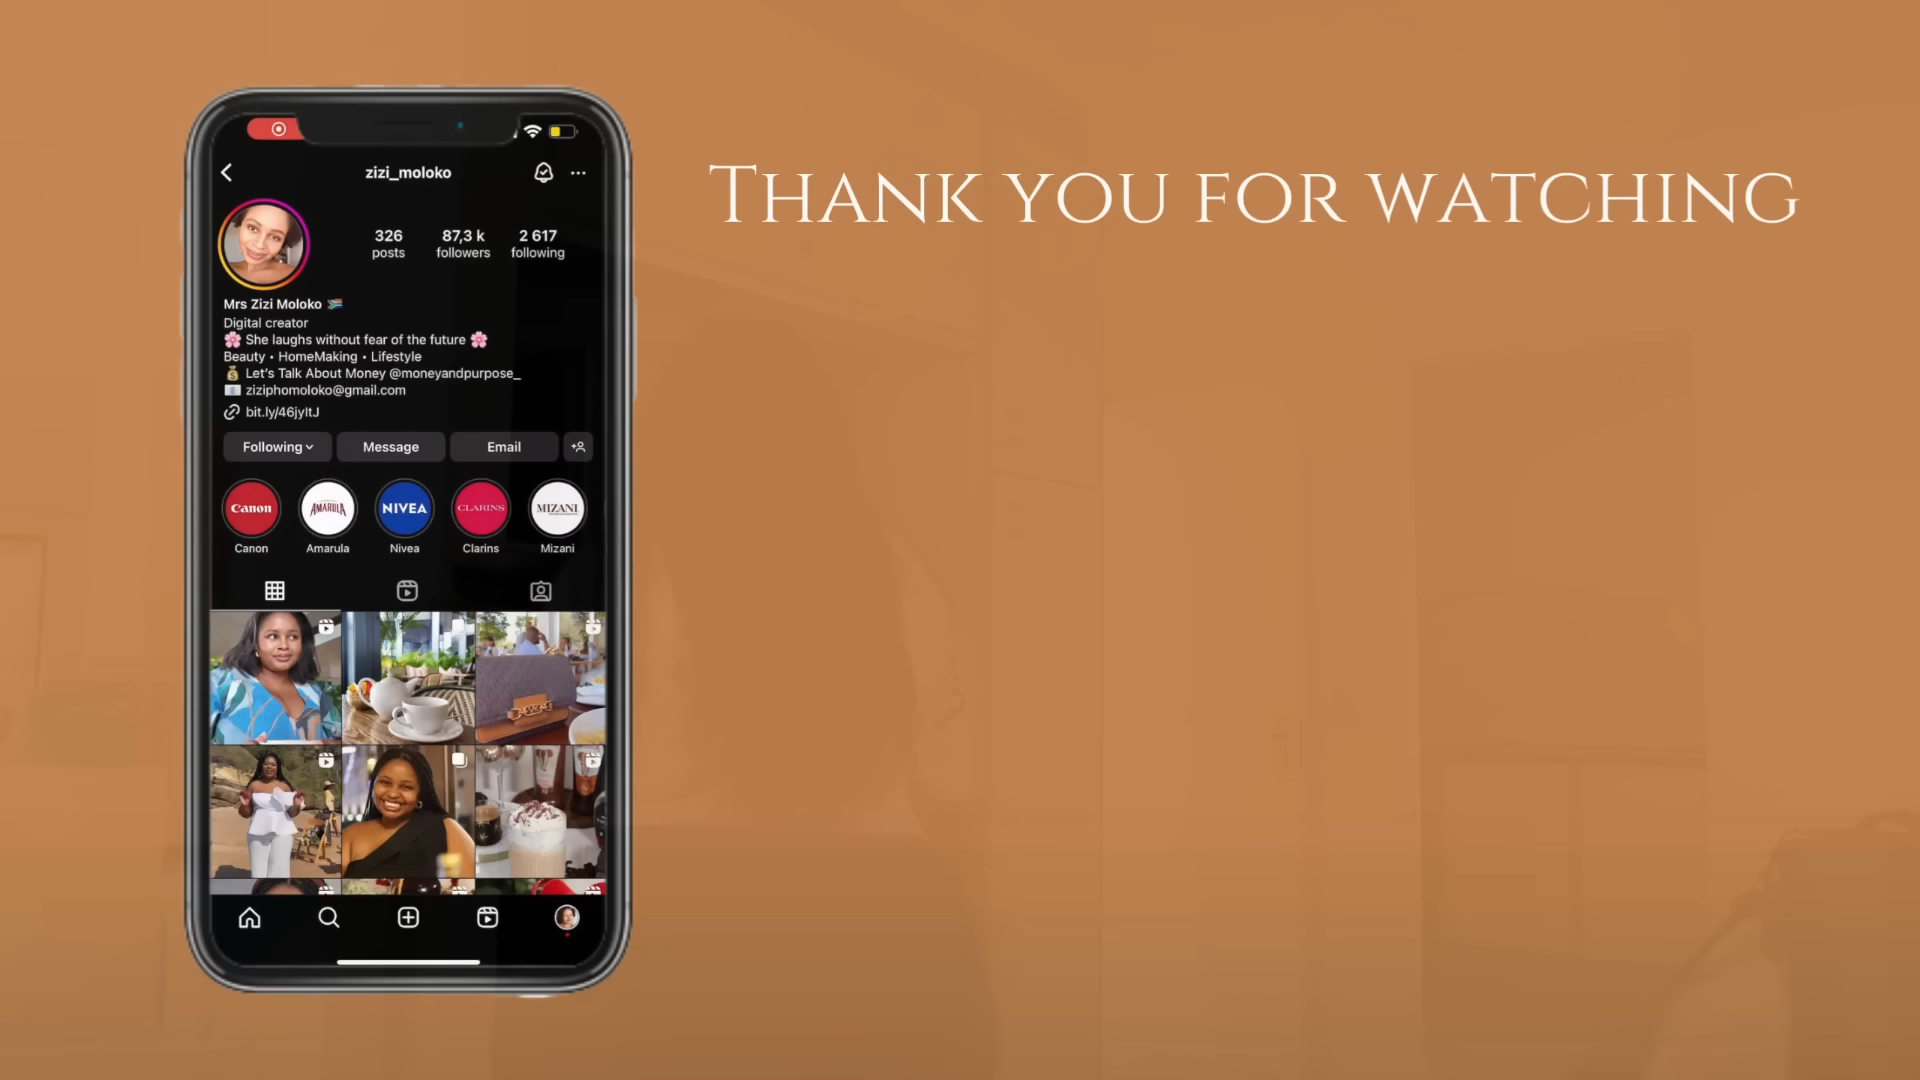 THANK YOU FOR WATCHING
zizi_moloko
326
posts
87,3 k
followers
2 617
following
Mrs Zizi Moloko 🇿🇦
Digital creator
🌸 She laughs without fear of the future 🌸
Beauty • HomeMaking • Lifestyle
💰 Let's Talk About Money @moneyandpurpose_
📧 ziziphomoloko@gmail.com
bit.ly/46jyItJ
Following
Message
Email
Canon
AMARULA
NIVEA
CLARINS
MIZANI
Canon
Amarula
Nivea
Clarins
Mizani